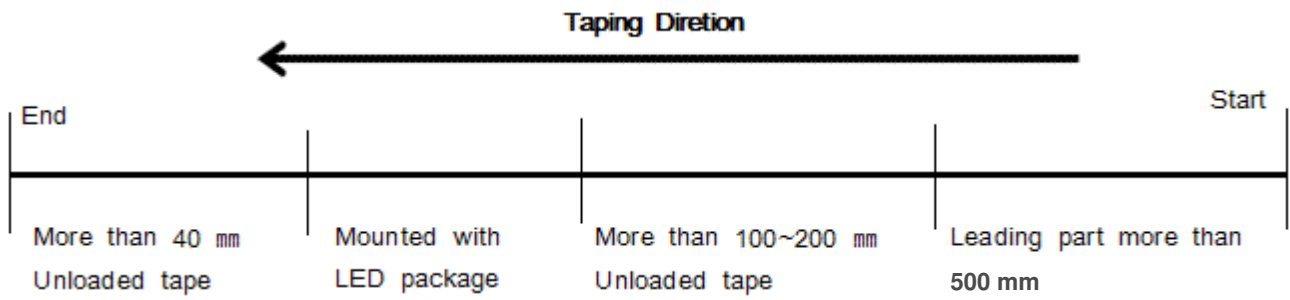 Taping Diretion
End
Start
More than 40 mm
Unloaded tape
Mounted with
LED package
More than 100~200 mm
Unloaded tape
Leading part more than
500 mm